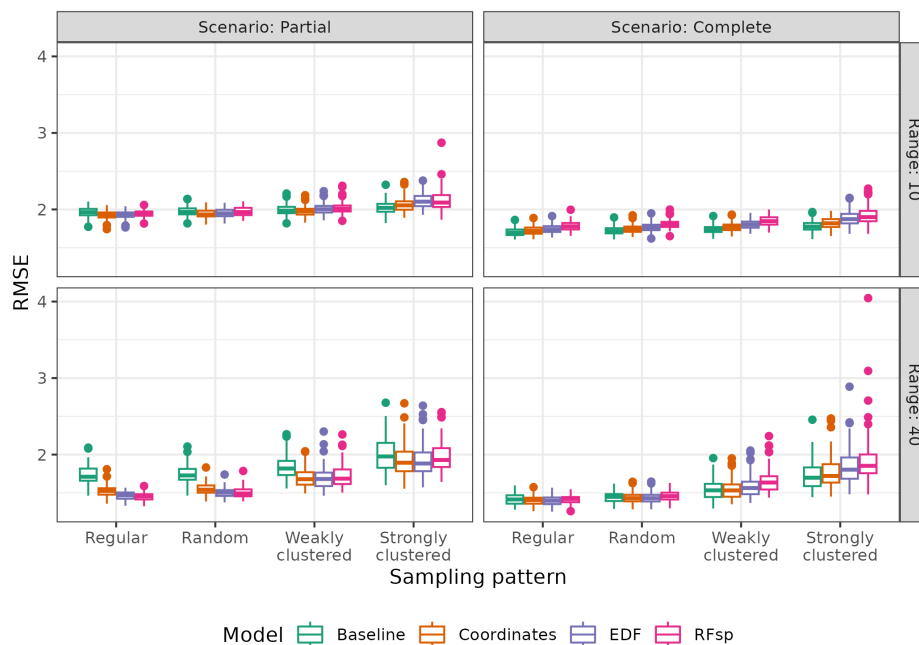 Scenario: Partial
Scenario: Complete
4
3
2
Range: 10
RMSE
4
3
2
Range: 40
Regular
Random
Weakly
clustered
Strongly
clustered
Regular
Random
Weakly
clustered
Strongly
clustered
Sampling pattern
Model
Baseline
Coordinates
EDF
RFsp